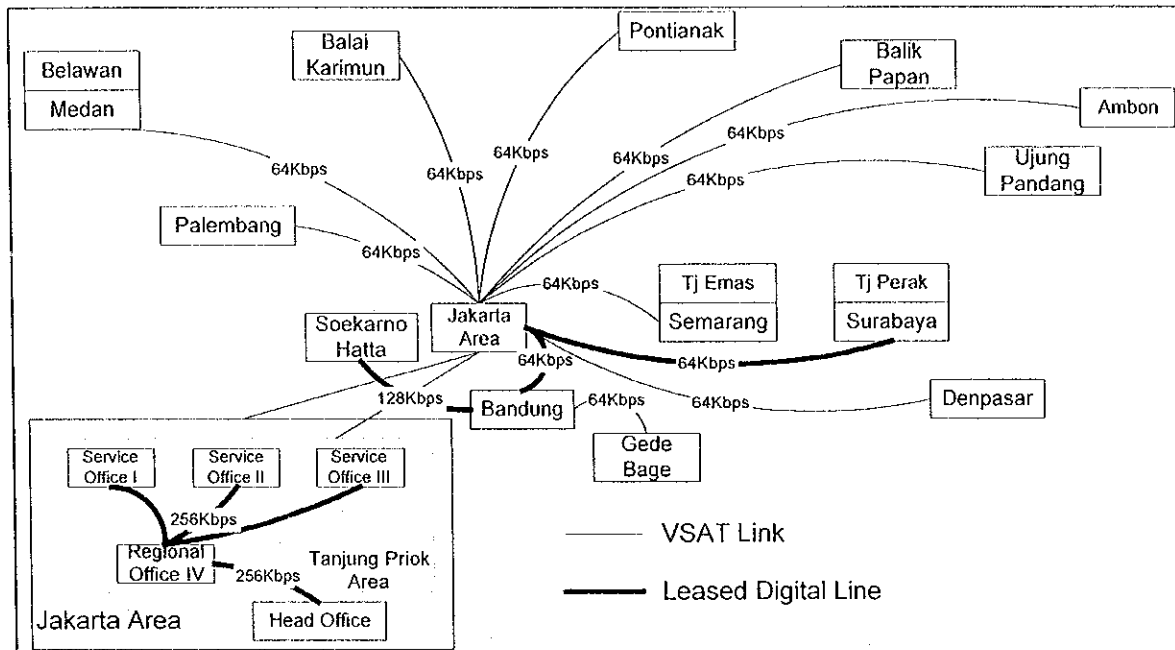 Pontianak
Balai
Karimun
Balik
Papan
Belawan
Medan
Ambon
64Kbps
64Kbps
64Kbps
64Kbps
64Kbps
64Kbps
Ujung
Pandang
Palembang
64Kbps
64Kbps
Tj Emas
Semarang
Tj Perak
Surabaya
Soekarno
Hatta
Jakarta
Area
64Kbps
64Kbps
128Kbps
Bandung
64Kbps
64Kbps
Denpasar
Gede
Bage
Service
Office I
Service
Office II
Service
Office III
256Kbps
Regional
Office IV
256Kbps
Tanjung Priok
Area
Head Office
Jakarta Area
VSAT Link
Leased Digital Line